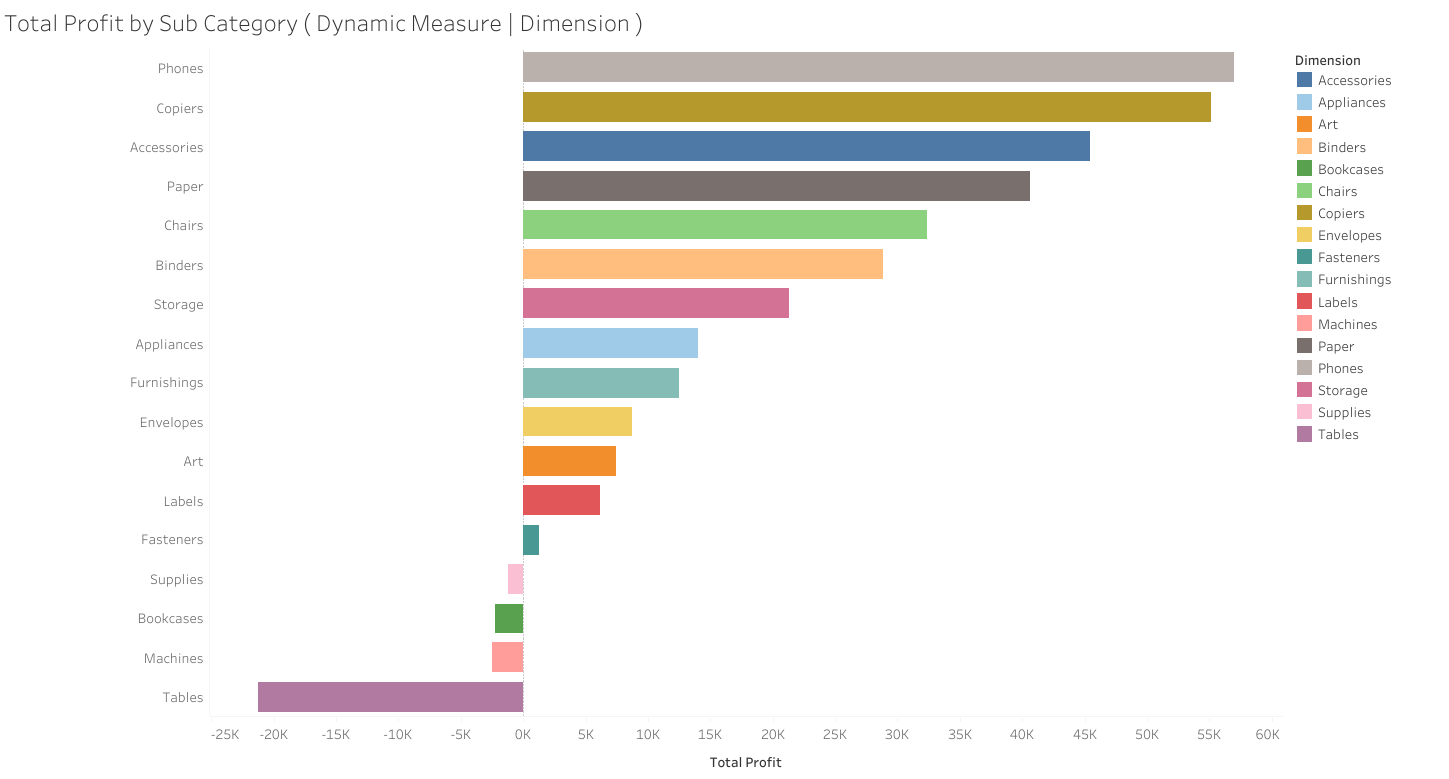 Total Profit by Sub Category ( Dynamic Measure | Dimension )
Phones
Copiers
Accessories
Paper
Chairs
Binders
Storage
Appliances
Furnishings
Envelopes
Art
Labels
Fasteners
Supplies
Bookcases
Machines
Tables
-25K -20K -15K -10K -5K 0K 5K 10K 15K 20K 25K 30K 35K 40K 45K 50K 55K 60K
Total Profit
Dimension
Accessories
Appliances
Art
Binders
Bookcases
Chairs
Copiers
Envelopes
Fasteners
Furnishings
Labels
Machines
Paper
Phones
Storage
Supplies
Tables